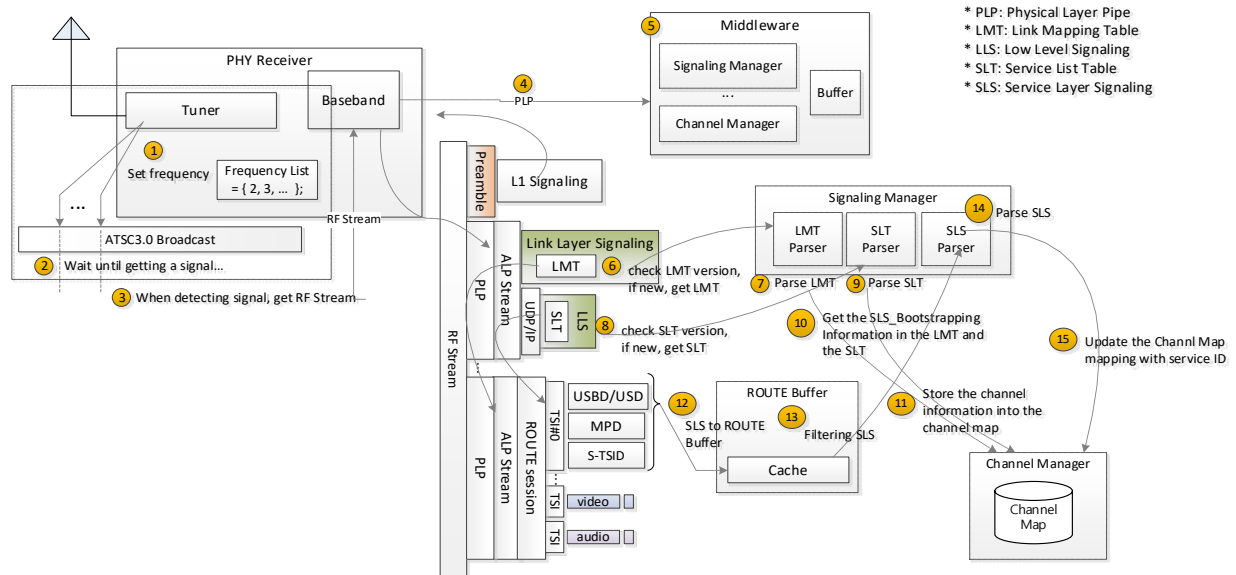 * PLP: Physical Layer Pipe
* LMT: Link Mapping Table
* LLS: Low Level Signaling
* SLT: Service List Table
* SLS: Service Layer Signaling
PHY Receiver
Tuner
Baseband
1
Set frequency
Frequency List
= { 2, 3, ... };
...
ATSC3.0 Broadcast
2
Wait until getting a signal...
3
When detecting signal, get RF Stream
RF Stream
4
PLP
5
Middleware
Signaling Manager
...
Channel Manager
Buffer
RF Stream
Preamble
L1 Signaling
PLP
ALP Stream
Link Layer Signaling
LMT
6
check LMT version,
if new, get LMT
UDP/IP
SLT
LLS
8
check SLT version,
if new, get SLT
...
PLP
ALP Stream
ROUTE session
TSI#0
USBD/USD
MPD
S-TSID
...
TSI
video
TSI
audio
12
SLS to ROUTE
Buffer
ROUTE Buffer
13
Filtering SLS
Cache
Signaling Manager
LMT
Parser
SLT
Parser
SLS
Parser
14
Parse SLS
7
Parse LMT
9
Parse SLT
10
Get the SLS_Bootstrapping
Information in the LMT and
the SLT
15
Update the Channl Map
mapping with service ID
11
Store the channel
information into the
channel map
Channel Manager
Channel
Map